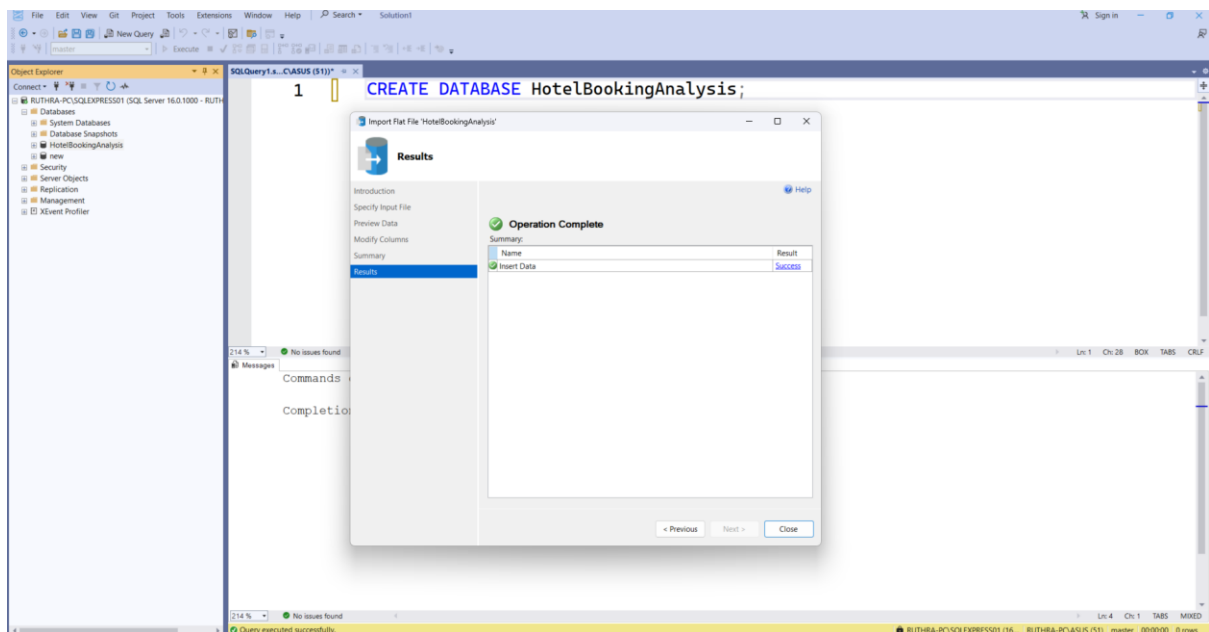 File Edit View Git Project Tools Extensions Window Help Search Solution1 Sign in
New Query
master Execute
Object Explorer
Connect
RUTHRA-PC\SQLEXPRESS01 (SQL Server 16.0.1000 - RUTH
Databases
System Databases
Database Snapshots
HotelBookingAnalysis
new
Security
Server Objects
Replication
Management
XEvent Profiler
SQLQuery1.s...C\ASUS (51))*
1 CREATE DATABASE HotelBookingAnalysis;
Import Flat File 'HotelBookingAnalysis'
Results
Introduction
Specify Input File
Preview Data
Modify Columns
Summary
Results
Help
Operation Complete
Summary:
Name Result
Insert Data Success
< Previous Next > Close
214 % No issues found Ln: 1 Ch: 28 BOX TABS CRLF
Messages
Commands
Completio
214 % No issues found Ln: 4 Ch: 1 TABS MIXED
Query executed successfully. RUTHRA-PC\SQLEXPRESS01 (16... RUTHRA-PC\ASUS (51) master 00:00:00 0 rows